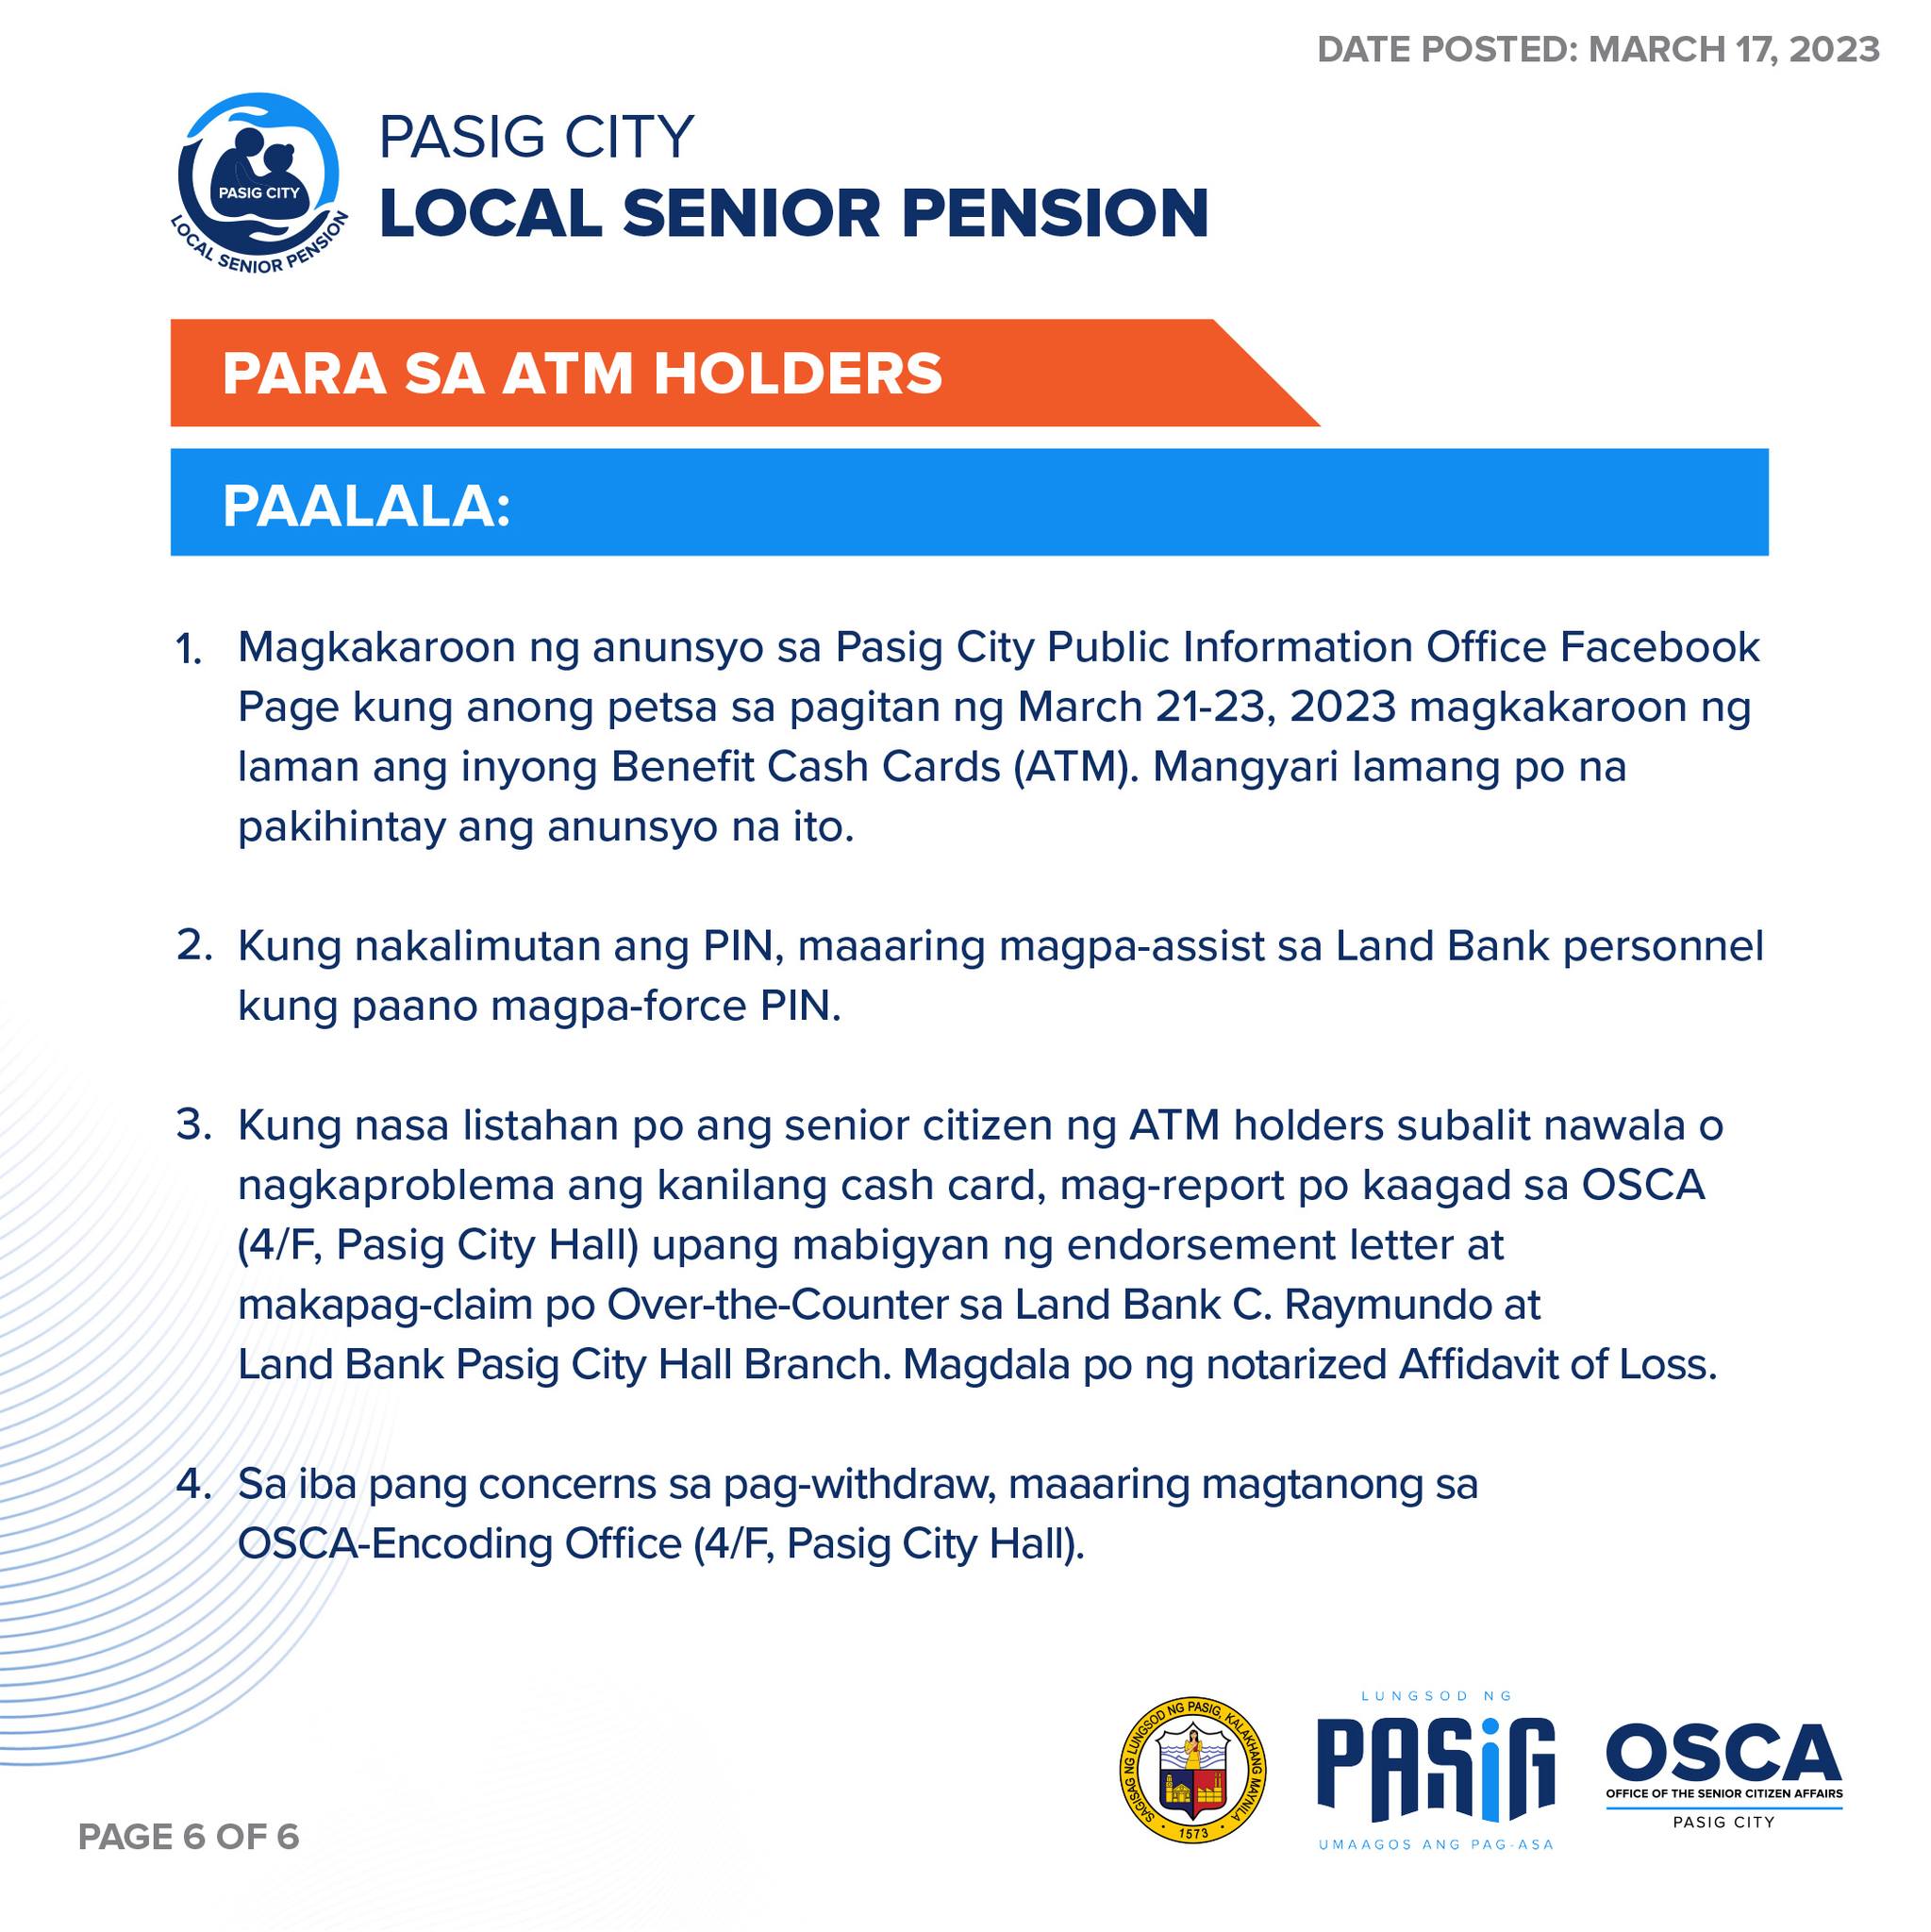 DATE POSTED: MARCH 17, 2023
PASIG CITY
LOCAL SENIOR PENSION
PASIG CITY
LOCAL SENIOR PENSION
PARA SA ATM HOLDERS
PAALALA:
1. Magkakaroon ng anunsyo sa Pasig City Public Information Office Facebook
Page kung anong petsa sa pagitan ng March 21-23, 2023 magkakaroon ng
laman ang inyong Benefit Cash Cards (ATM). Mangyari lamang po na
pakihintay ang anunsyo na ito.
2. Kung nakalimutan ang PIN, maaaring magpa-assist sa Land Bank personnel
kung paano magpa-force PIN.
3. Kung nasa listahan po ang senior citizen ng ATM holders subalit nawala o
nagkaproblema ang kanilang cash card, mag-report po kaagad sa OSCA
(4/F, Pasig City Hall) upang mabigyan ng endorsement letter at
makapag-claim po Over-the-Counter sa Land Bank C. Raymundo at
Land Bank Pasig City Hall Branch. Magdala po ng notarized Affidavit of Loss.
4. Sa iba pang concerns sa pag-withdraw, maaaring magtanong sa
OSCA-Encoding Office (4/F, Pasig City Hall).
SAGISAG NG LUNGSOD NG PASIG, KALAKHANG MAYNILA
1573
LUNGSOD NG
PASiG
UMAAGOS ANG PAG-ASA
OSCA
OFFICE OF THE SENIOR CITIZEN AFFAIRS
PASIG CITY
PAGE 6 OF 6